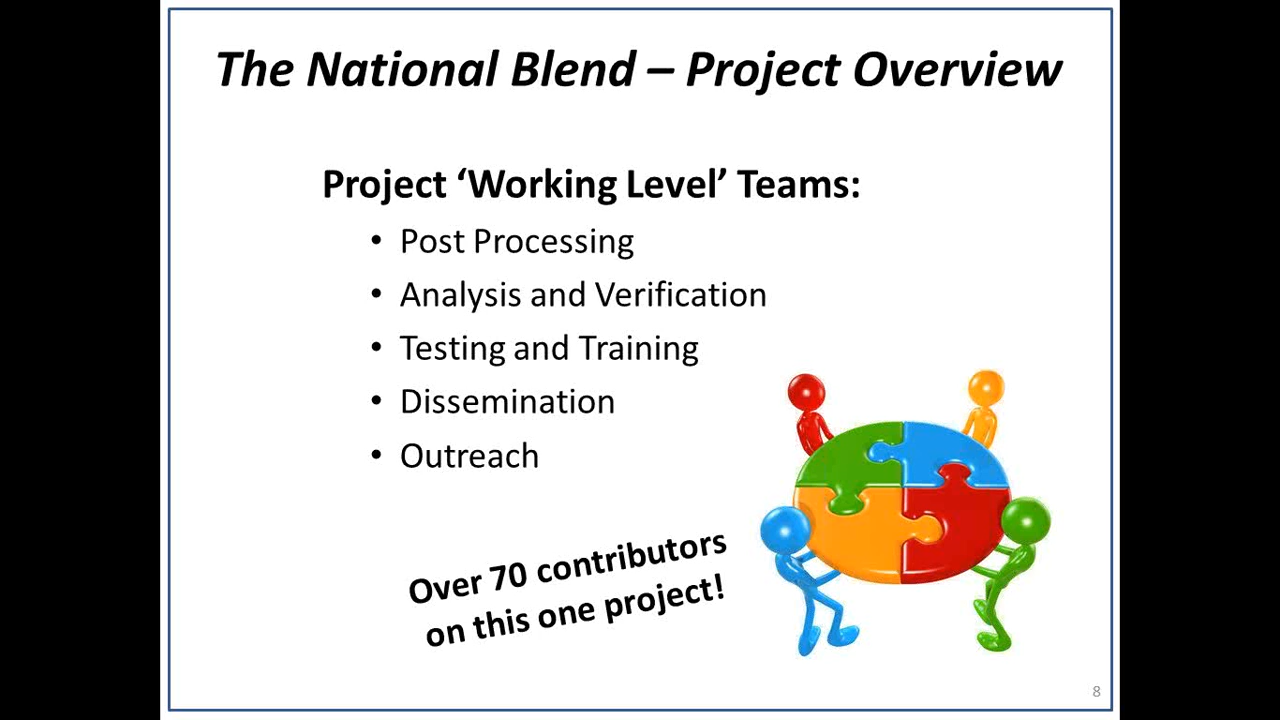 The National Blend – Project Overview
Project ‘Working Level’ Teams:
• Post Processing
• Analysis and Verification
• Testing and Training
• Dissemination
• Outreach
Over 70 contributors
on this one project!
8